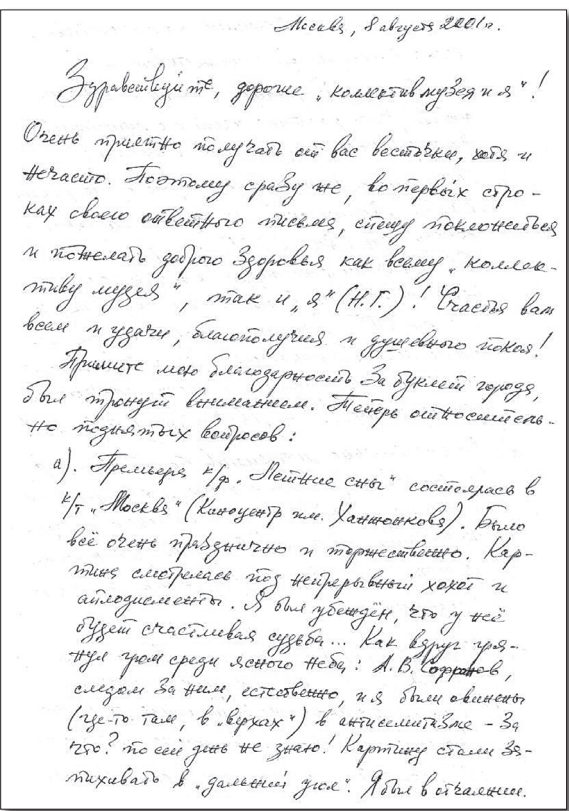 Москва, 8 августа 2001 г.
Здравствуйте, дорогие „коллектив музея и я"!
Очень приятно получать от вас весточки, хотя и
нечасто. Поэтому сразу же, во первых стро-
ках своего ответного письма, спешу поклониться
и пожелать доброго здоровья как всему „коллек-
тиву музея", так и „я" (Н.Г.)! Счастья вам
всем и удачи, благополучия и душевного покоя!
Примите мою благодарность за буклет города,
был тронут вниманием. Теперь относитель-
но поднятых вопросов:
а). Премьера к/ф. „Летние сны" состоялась в
к/т „Москва" (Киноцентр им. Ханжонкова). Было
всё очень празднично и торжественно. Кар-
тина смотрелась под непрерывный хохот и
аплодисменты. Я был убеждён, что у неё
будет счастливая судьба... Как вдруг гря-
нул гром среди ясного неба: А.В. Софронов,
следом за ним, естественно, и я были обвинены
(где-то там, в „верхах") в антисемитизме – За
что? по сей день не знаю! Картину стали за-
пихивать в „дальний угол". Я был в отчаянии.